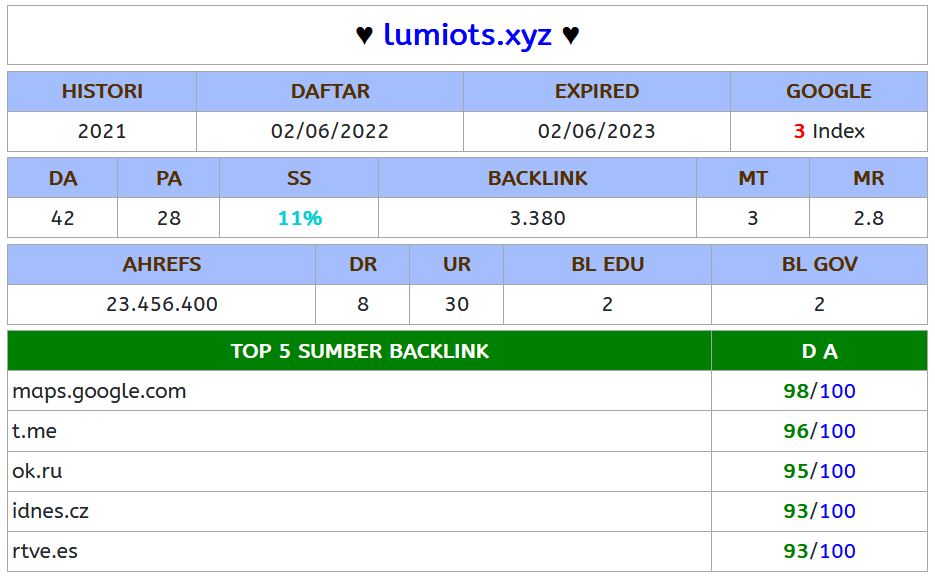 ♥ lumiots.xyz ♥
HISTORI DAFTAR EXPIRED GOOGLE
2021 02/06/2022 02/06/2023 3 Index
DA PA SS BACKLINK MT MR
42 28 11% 3.380 3 2.8
AHREFS DR UR BL EDU BL GOV
23.456.400 8 30 2 2
TOP 5 SUMBER BACKLINK D A
maps.google.com 98/100
t.me 96/100
ok.ru 95/100
idnes.cz 93/100
rtve.es 93/100